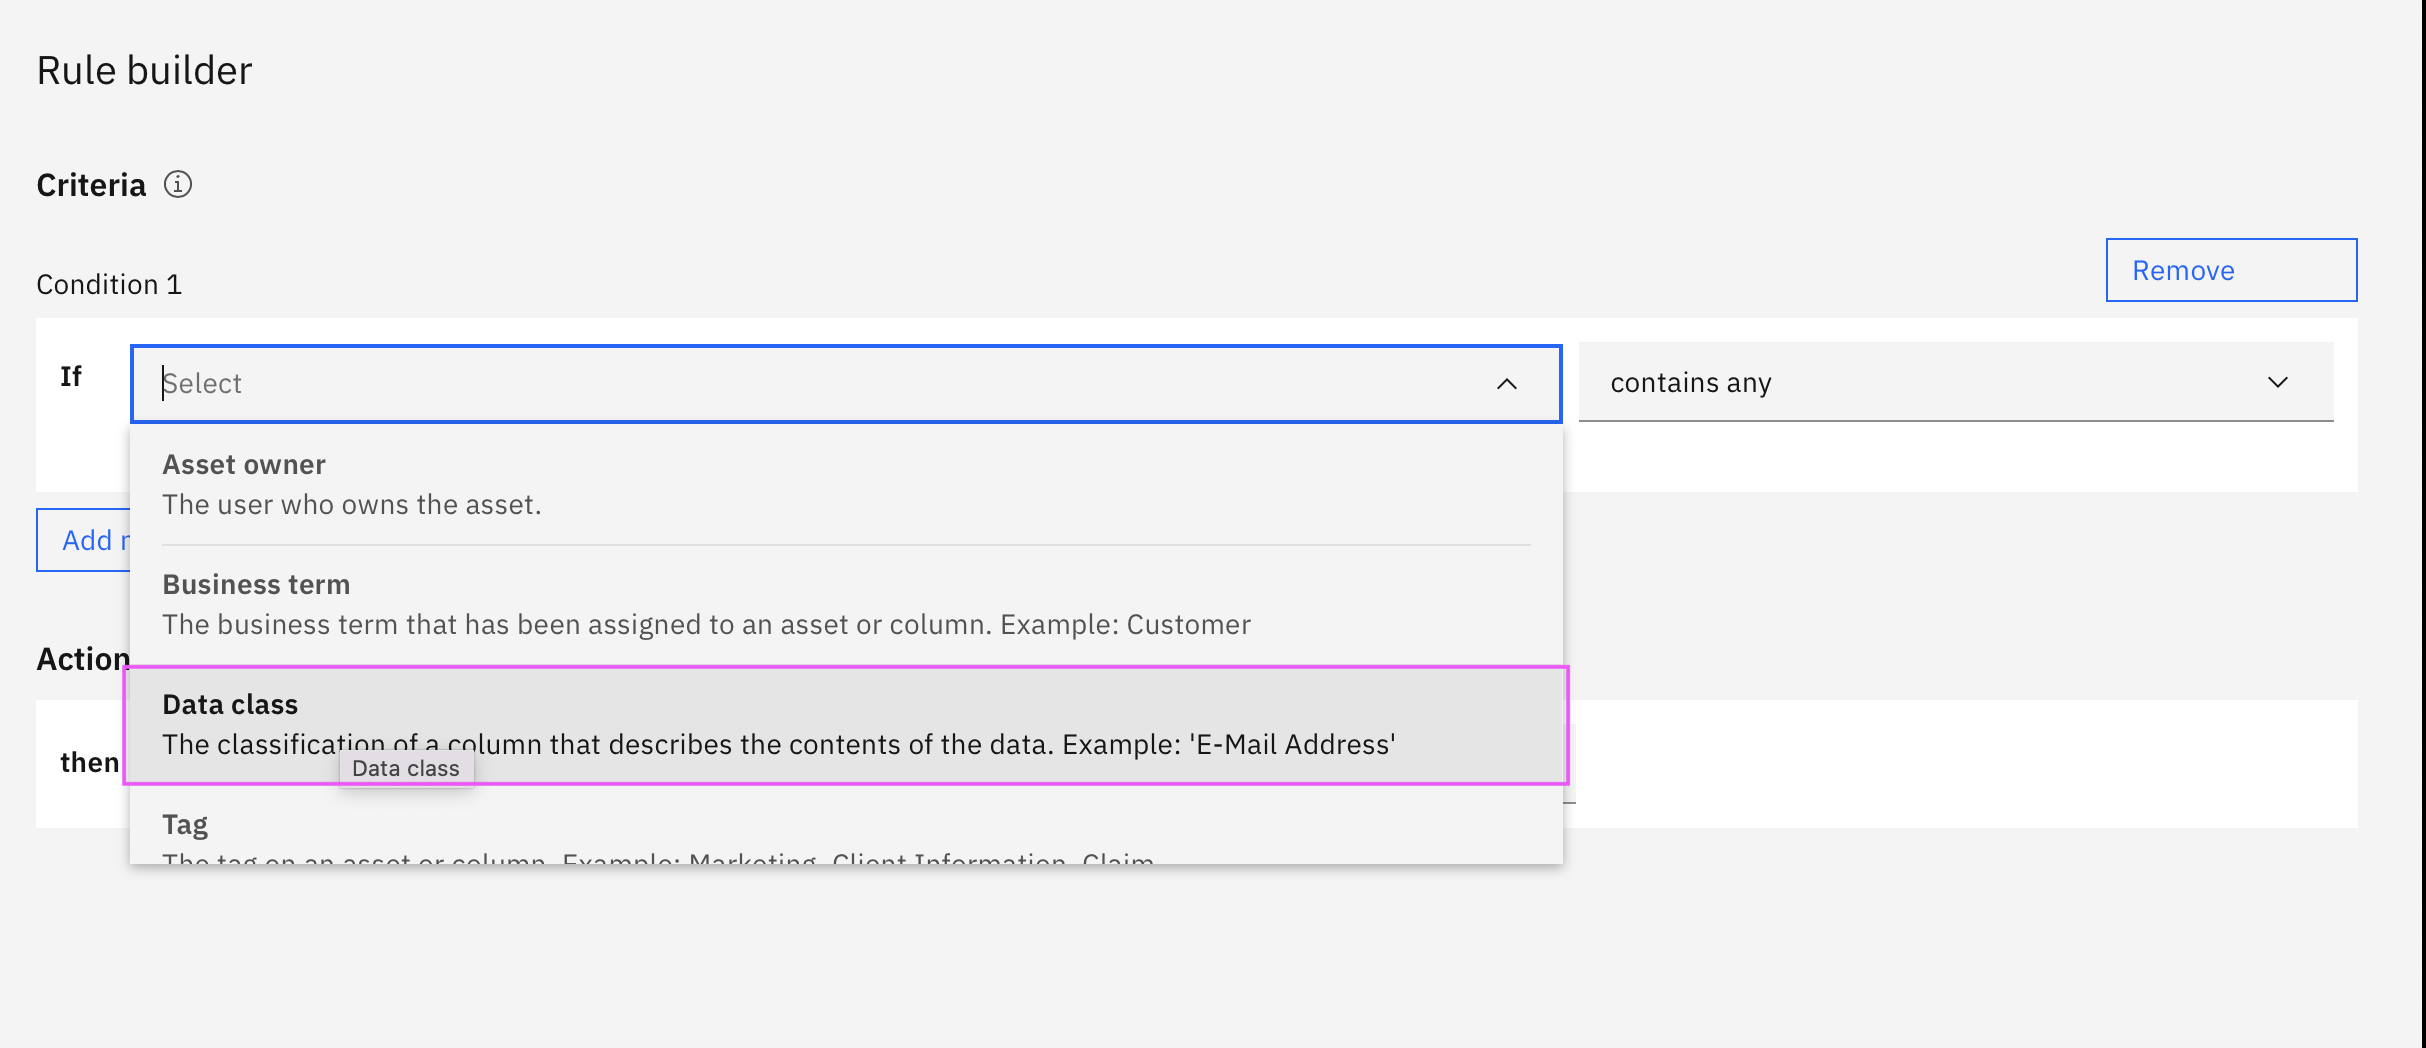 Rule builder
Criteria
Condition 1
Remove
If
Select
contains any
Asset owner
The user who owns the asset.
Add
Business term
The business term that has been assigned to an asset or column. Example: Customer
Action
Data class
The classification of a column that describes the contents of the data. Example: 'E-Mail Address'
then
Data class
Tag
The tag on an asset or column. Example: Marketing, Client Information, Claim